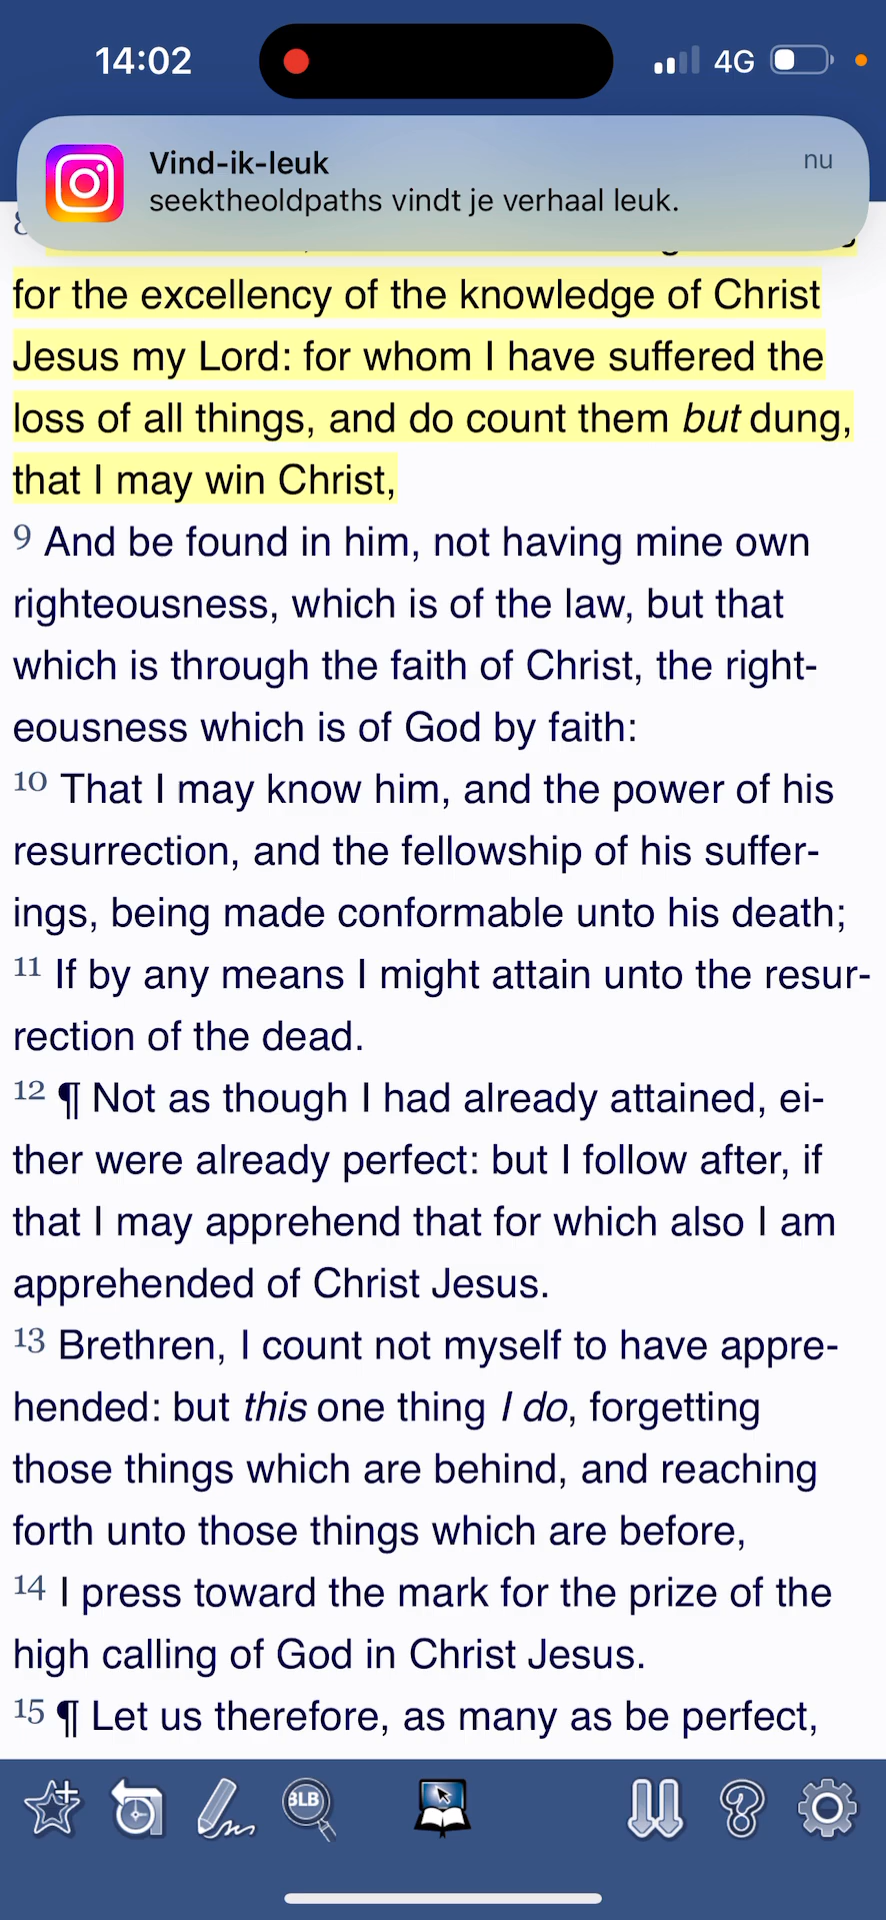 14:02
4G
Vind-ik-leuk
nu
seektheoldpaths vindt je verhaal leuk.
for the excellency of the knowledge of Christ
Jesus my Lord: for whom I have suffered the
loss of all things, and do count them but dung,
that I may win Christ,
9 And be found in him, not having mine own
righteousness, which is of the law, but that
which is through the faith of Christ, the right-
eousness which is of God by faith:
10 That I may know him, and the power of his
resurrection, and the fellowship of his suffer-
ings, being made conformable unto his death;
11 If by any means I might attain unto the resur-
rection of the dead.
12 ¶ Not as though I had already attained, ei-
ther were already perfect: but I follow after, if
that I may apprehend that for which also I am
apprehended of Christ Jesus.
13 Brethren, I count not myself to have appre-
hended: but this one thing I do, forgetting
those things which are behind, and reaching
forth unto those things which are before,
14 I press toward the mark for the prize of the
high calling of God in Christ Jesus.
15 ¶ Let us therefore, as many as be perfect,
BLB